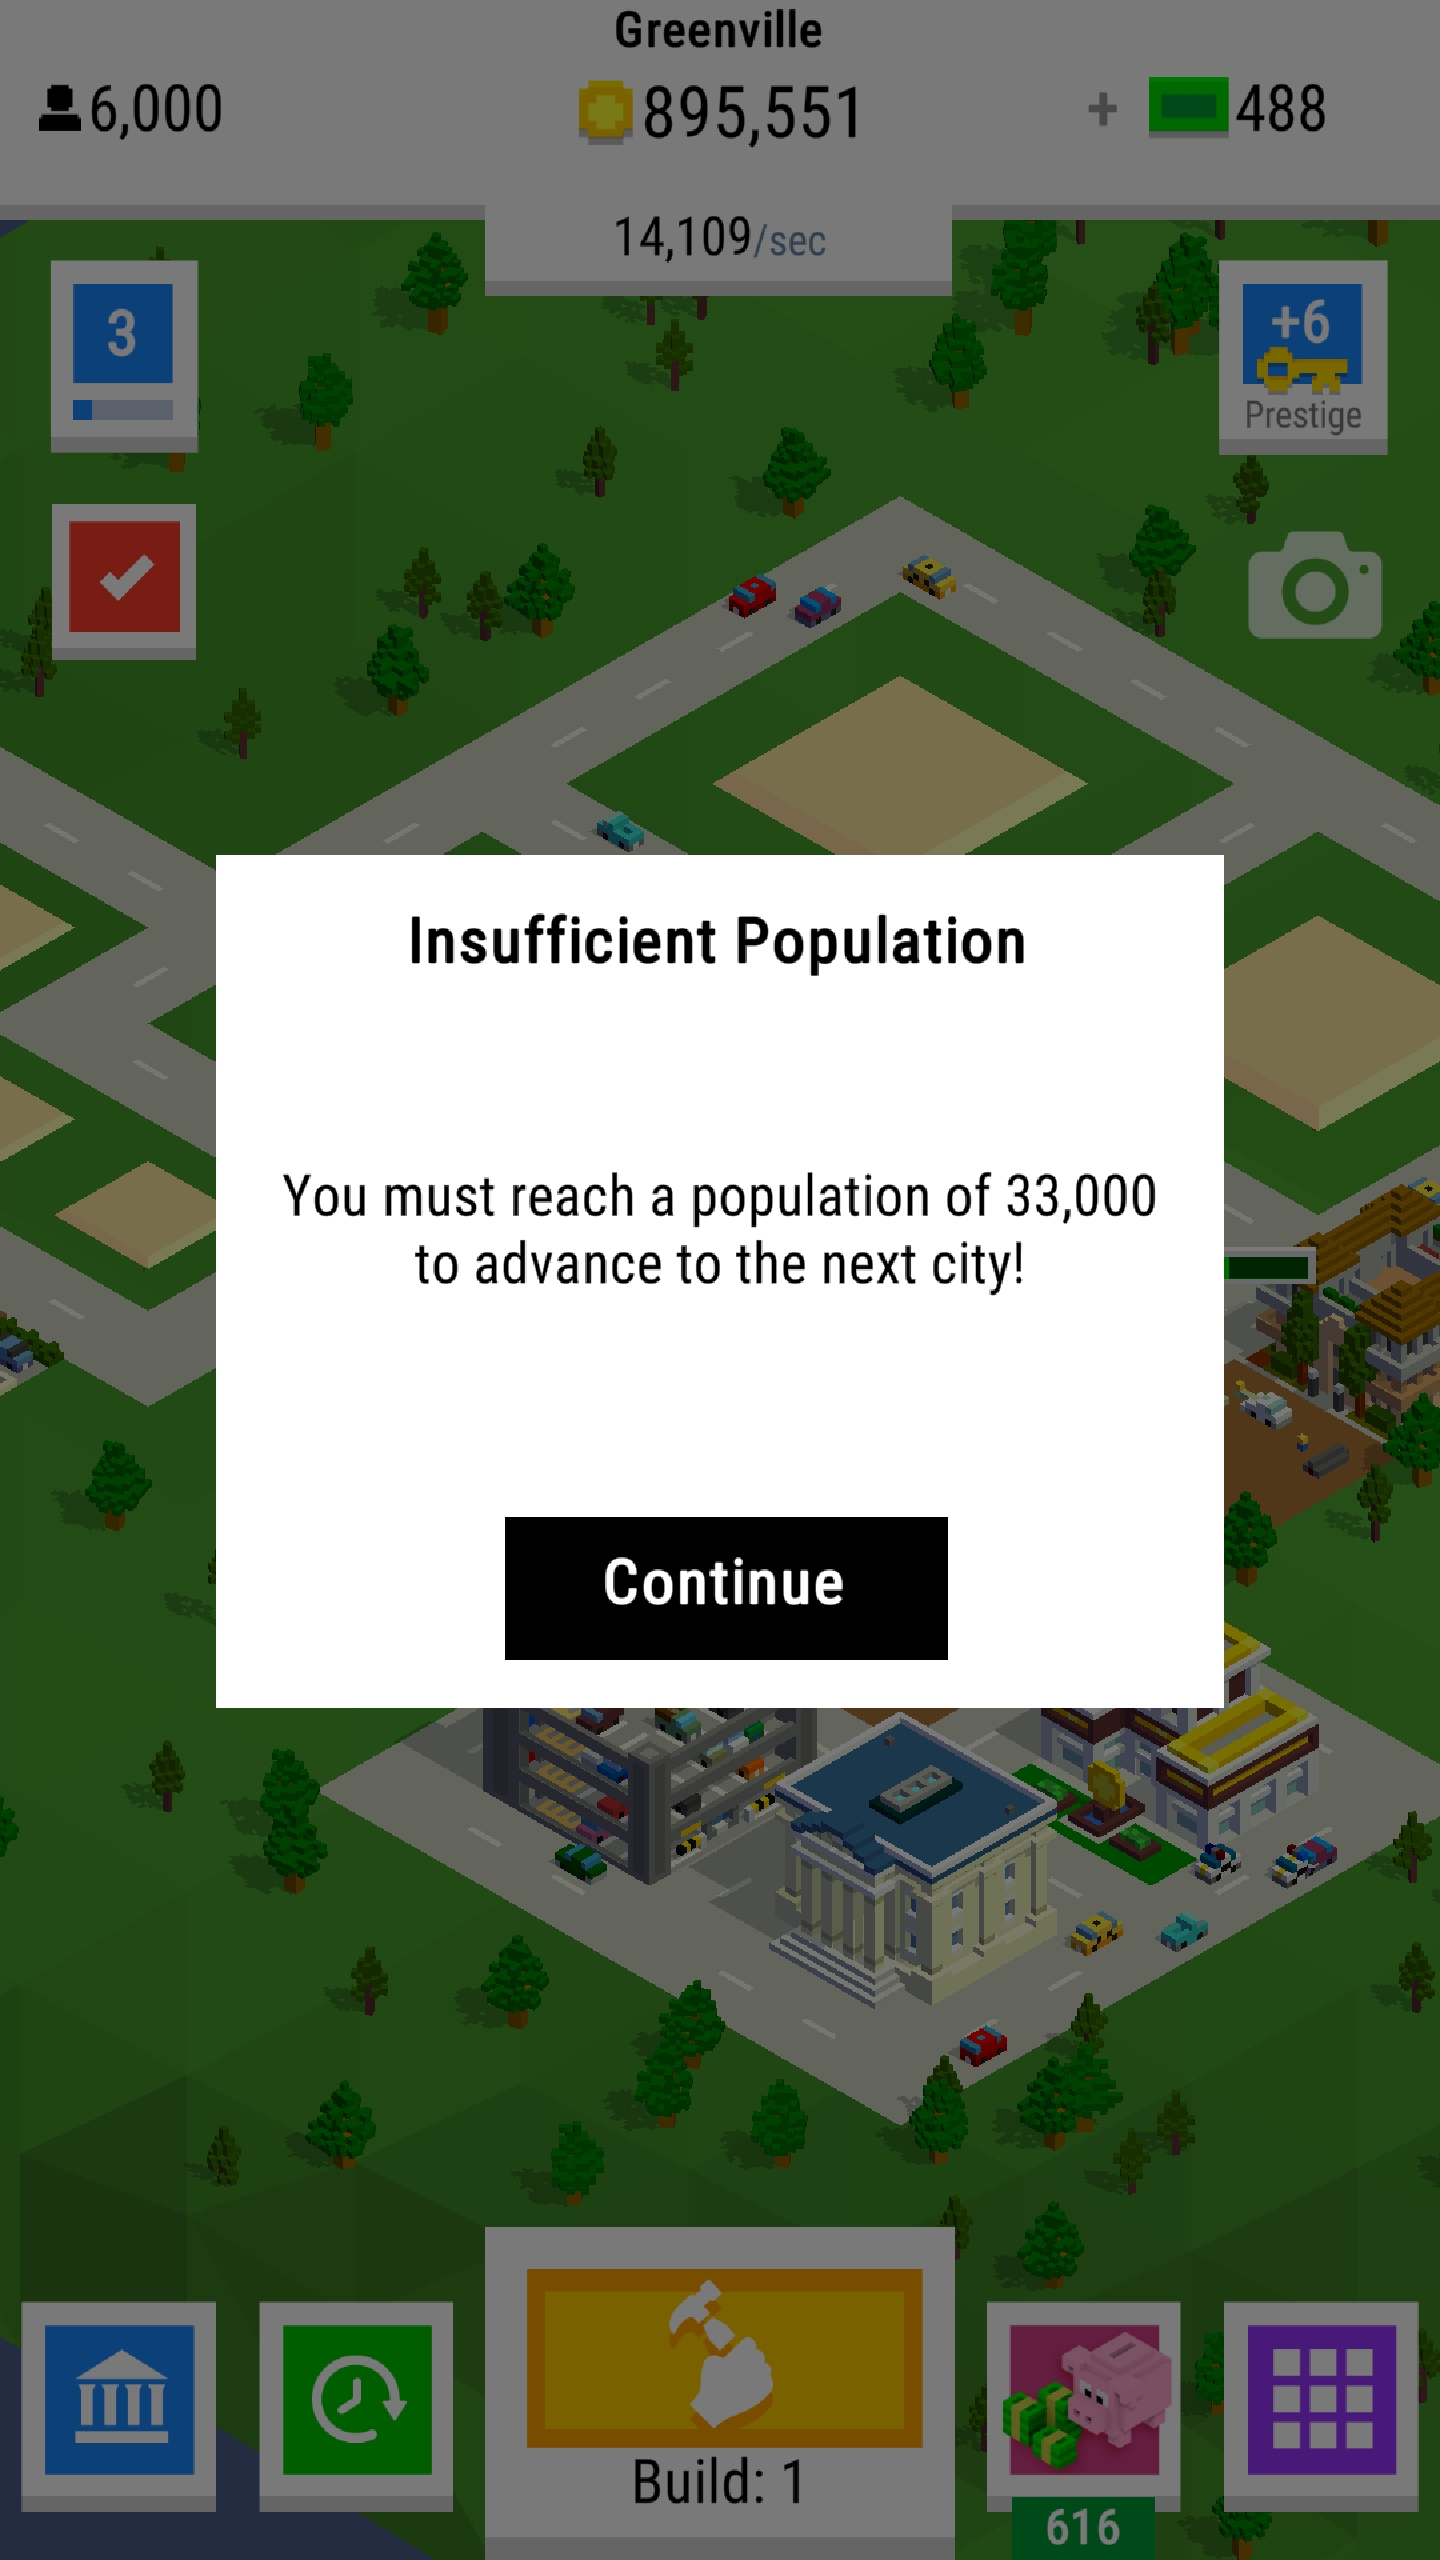 Greenville
6,000
895,551
+ 488
14,109/sec
3
+6
Prestige
Insufficient Population
You must reach a population of 33,000
to advance to the next city!
Continue
Build: 1
616